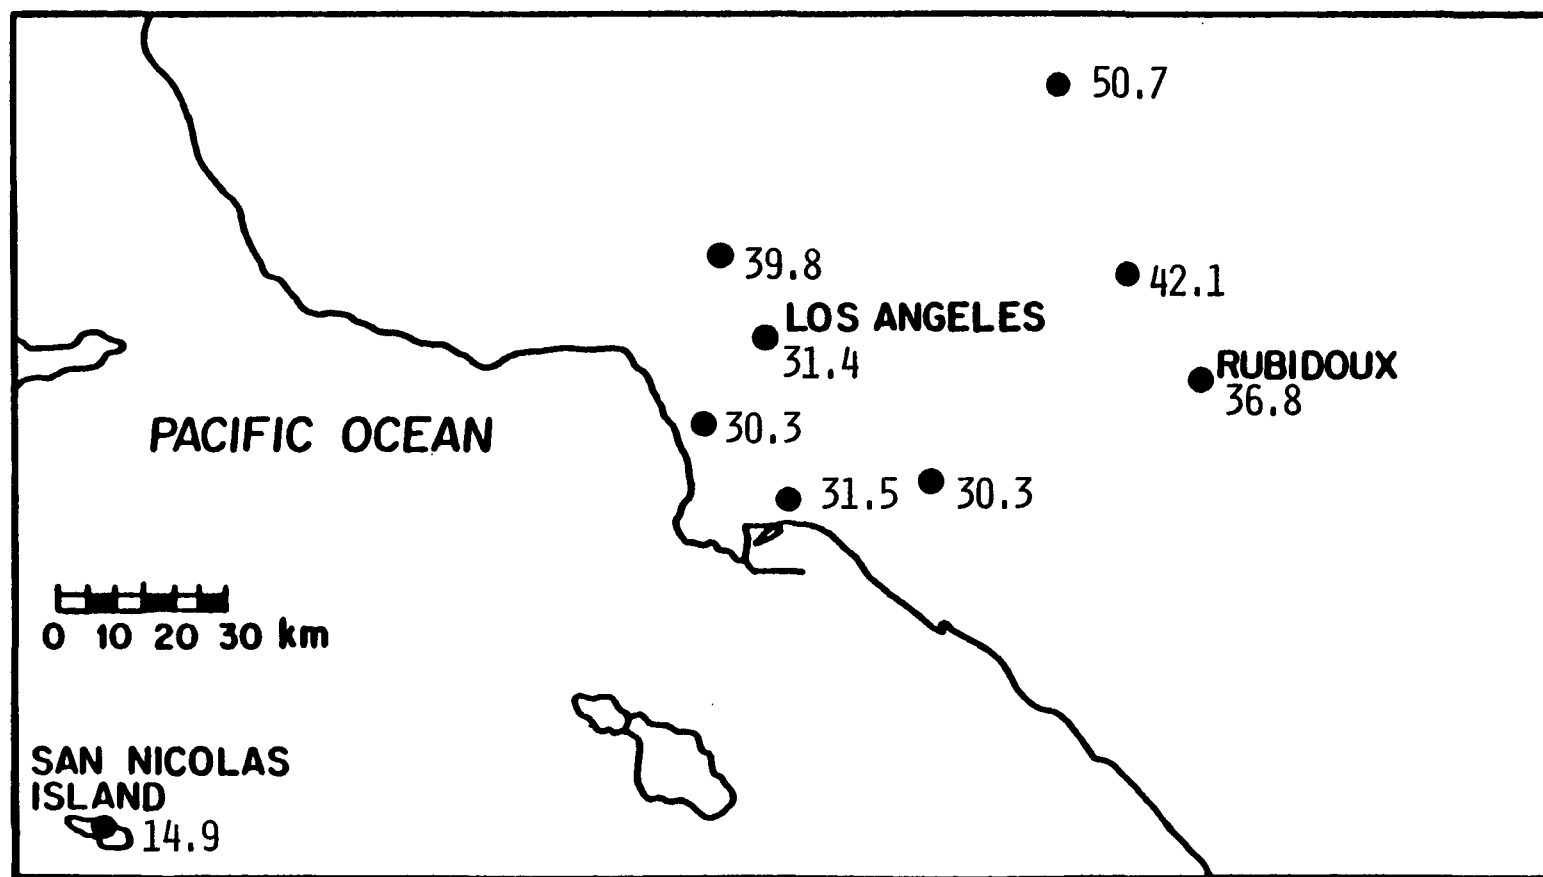 50.7
39.8
42.1
LOS ANGELES
31.4
RUBIDOUX
36.8
PACIFIC OCEAN
30.3
31.5
30.3
0 10 20 30 km
SAN NICOLAS
ISLAND
14.9